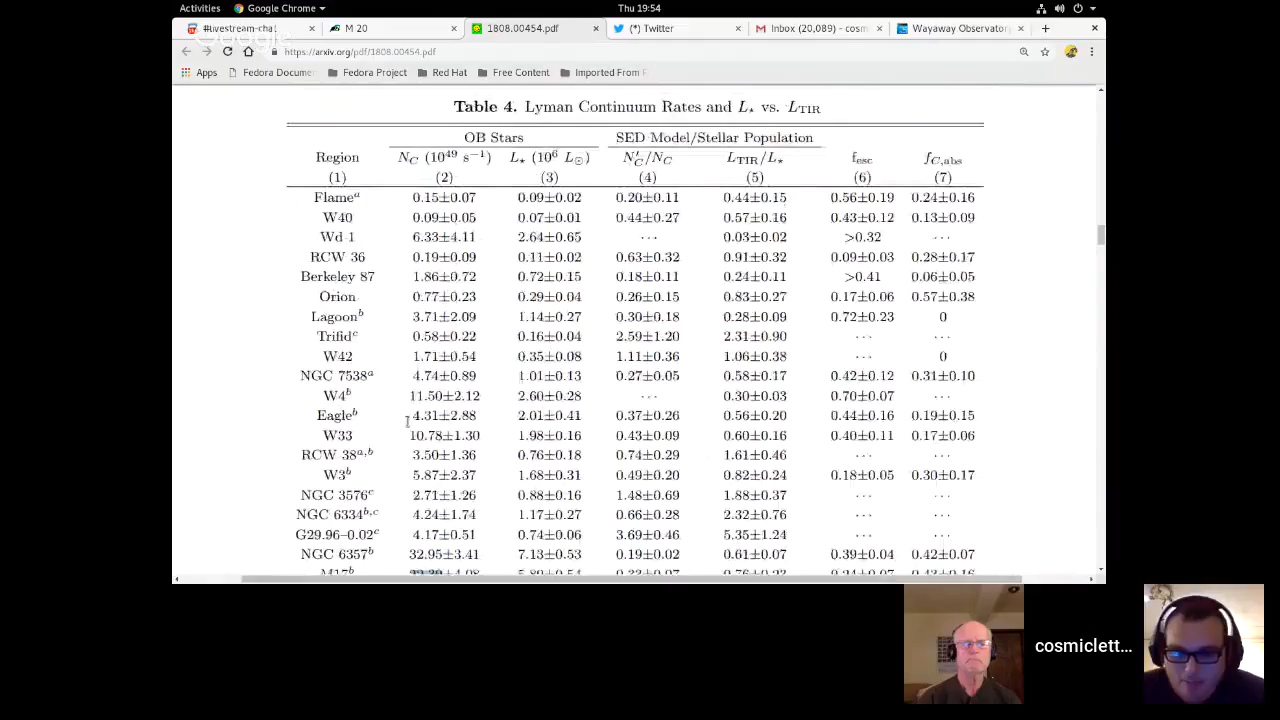 Activities Google Chrome Thu 19:54
#livestream-chat M 20 1808.00454.pdf (*) Twitter Inbox (20,089) - cosm Wayaway Observatory
Google
https://arxiv.org/pdf/1808.00454.pdf
Apps Fedora Docume Fedora Project Red Hat Free Content Imported From F
Table 4. Lyman Continuum Rates and L⋆ vs. LTIR
OB Stars SED Model/Stellar Population
Region NC (10^49 s^−1) L⋆ (10^6 L⊙) N′C/NC LTIR/L⋆ fesc fC,abs
(1) (2) (3) (4) (5) (6) (7)
Flame^a 0.15±0.07 0.09±0.02 0.20±0.11 0.44±0.15 0.56±0.19 0.24±0.16
W40 0.09±0.05 0.07±0.01 0.44±0.27 0.57±0.16 0.43±0.12 0.13±0.09
Wd 1 6.33±4.11 2.64±0.65 ··· 0.03±0.02 >0.32 ···
RCW 36 0.19±0.09 0.11±0.02 0.63±0.32 0.91±0.32 0.09±0.03 0.28±0.17
Berkeley 87 1.86±0.72 0.72±0.15 0.18±0.11 0.24±0.11 >0.41 0.06±0.05
Orion 0.77±0.23 0.29±0.04 0.26±0.15 0.83±0.27 0.17±0.06 0.57±0.38
Lagoon^b 3.71±2.09 1.14±0.27 0.30±0.18 0.28±0.09 0.72±0.23 0
Trifid^c 0.58±0.22 0.16±0.04 2.59±1.20 2.31±0.90 ··· ···
W42 1.71±0.54 0.35±0.08 1.11±0.36 1.06±0.38 ··· 0
NGC 7538^a 4.74±0.89 1.01±0.13 0.27±0.05 0.58±0.17 0.42±0.12 0.31±0.10
W4^b 11.50±2.12 2.60±0.28 ··· 0.30±0.03 0.70±0.07 ···
Eagle^b 4.31±2.88 2.01±0.41 0.37±0.26 0.56±0.20 0.44±0.16 0.19±0.15
W33 10.78±1.30 1.98±0.16 0.43±0.09 0.60±0.16 0.40±0.11 0.17±0.06
RCW 38^a,b 3.50±1.36 0.76±0.18 0.74±0.29 1.61±0.46 ··· ···
W3^b 5.87±2.37 1.68±0.31 0.49±0.20 0.82±0.24 0.18±0.05 0.30±0.17
NGC 3576^c 2.71±1.26 0.88±0.16 1.48±0.69 1.88±0.37 ··· ···
NGC 6334^b,c 4.24±1.74 1.17±0.27 0.66±0.28 2.32±0.76 ··· ···
G29.96–0.02^c 4.17±0.51 0.74±0.06 3.69±0.46 5.35±1.24 ··· ···
NGC 6357^b 32.95±3.41 7.13±0.53 0.19±0.02 0.61±0.07 0.39±0.04 0.42±0.07
M17^b
cosmiclett...